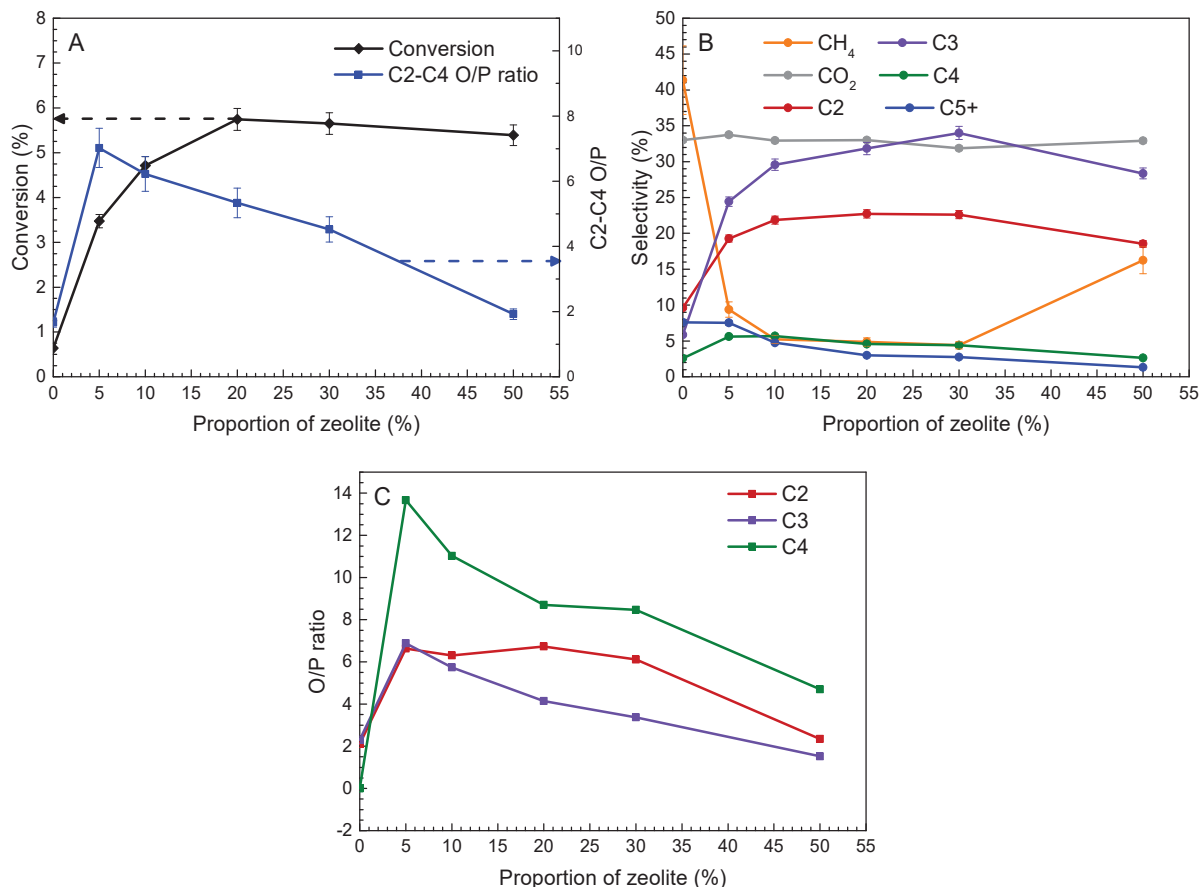 A
Conversion
C2-C4 O/P ratio
Conversion (%)
C2-C4 O/P
8
7
6
5
4
3
2
1
0
10
8
6
4
2
0
0 5 10 15 20 25 30 35 40 45 50 55
Proportion of zeolite (%)
B
CH4 C3
CO2 C4
C2 C5+
Selectivity (%)
50
45
40
35
30
25
20
15
10
5
0
0 5 10 15 20 25 30 35 40 45 50 55
Proportion of zeolite (%)
C
C2
C3
C4
O/P ratio
14
12
10
8
6
4
2
0
-2
0 5 10 15 20 25 30 35 40 45 50 55
Proportion of zeolite (%)